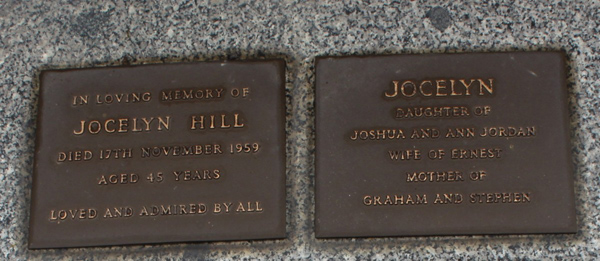 IN LOVING MEMORY OF
JOCELYN HILL
DIED 17TH NOVEMBER 1959
AGED 45 YEARS
LOVED AND ADMIRED BY ALL
JOCELYN
DAUGHTER OF
JOSHUA AND ANN JORDAN
WIFE OF ERNEST
MOTHER OF
GRAHAM AND STEPHEN